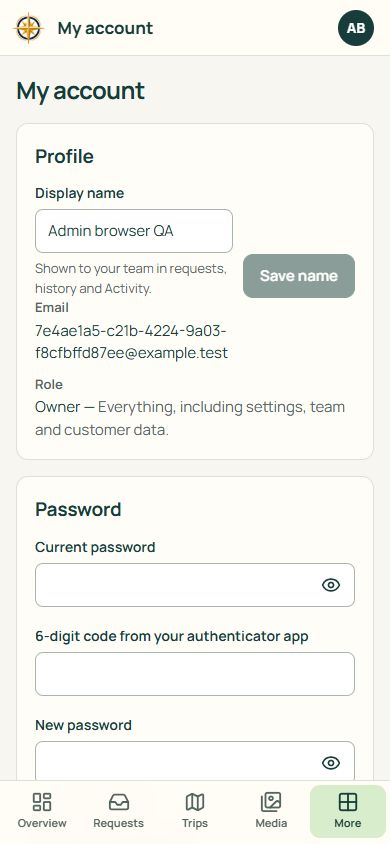 My account
AB
My account
Profile
Display name
Admin browser QA
Shown to your team in requests,
history and Activity.
Save name
Email
7e4ae1a5-c21b-4224-9a03-
f8cfbffd87ee@example.test
Role
Owner — Everything, including settings, team
and customer data.
Password
Current password
6-digit code from your authenticator app
New password
Overview
Requests
Trips
Media
More